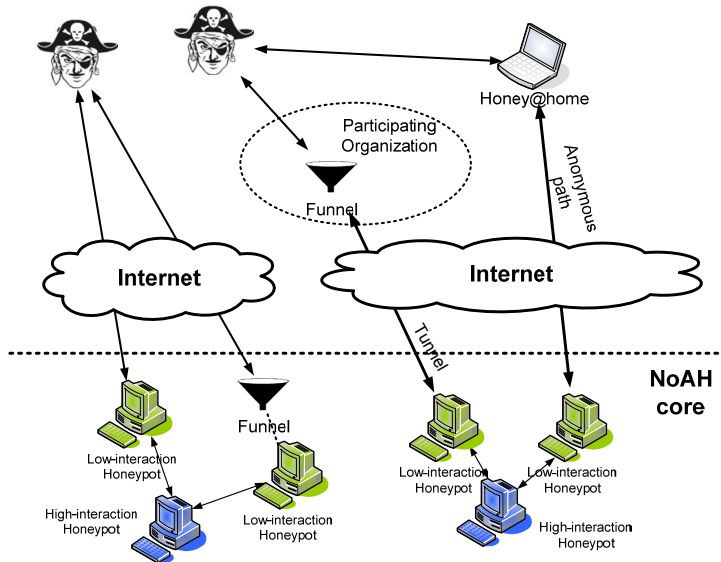 Honey@home
Participating
Organization
Funnel
Anonymous
path
Internet
Internet
Tunnel
NoAH
core
Funnel
Low-interaction
Honeypot
Low-interaction
Honeypot
Low-interaction
Honeypot
High-interaction
Honeypot
Low-interaction
Honeypot
High-interaction
Honeypot